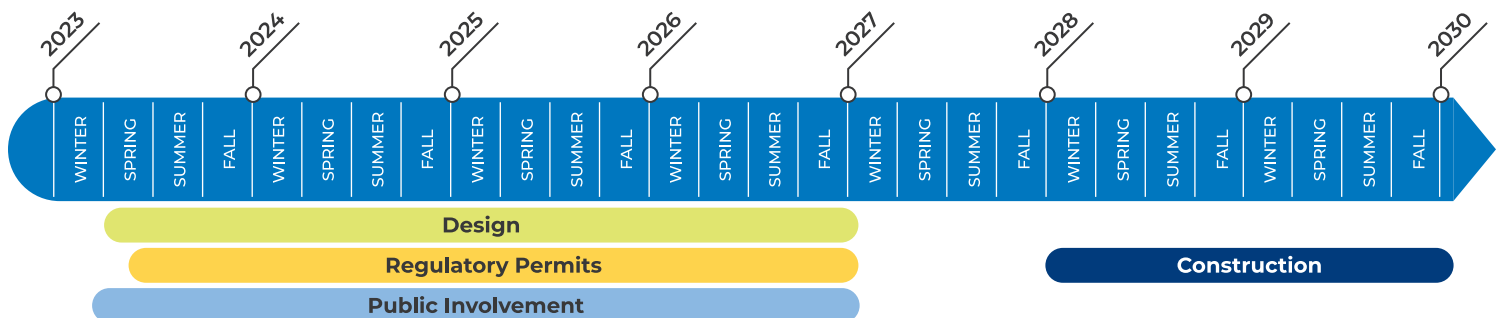 2023 2024 2025 2026 2027 2028 2029 2030
WINTER SPRING SUMMER FALL WINTER SPRING SUMMER FALL WINTER SPRING SUMMER FALL WINTER SPRING SUMMER FALL WINTER SPRING SUMMER FALL WINTER SPRING SUMMER FALL WINTER SPRING SUMMER FALL
Design
Regulatory Permits Construction
Public Involvement